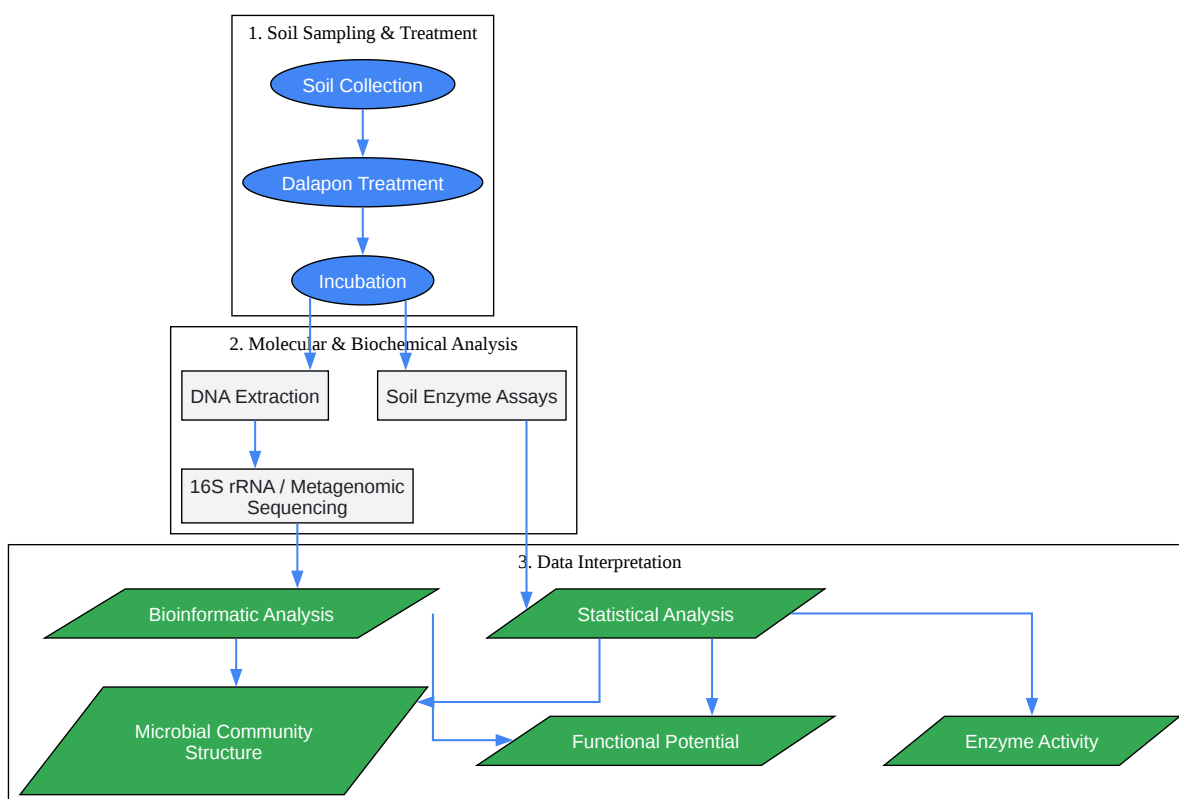 1. Soil Sampling & Treatment
Soil Collection
Dalapon Treatment
Incubation
2. Molecular & Biochemical Analysis
DNA Extraction
Soil Enzyme Assays
16S rRNA / Metagenomic
Sequencing
3. Data Interpretation
Bioinformatic Analysis
Statistical Analysis
Microbial Community
Structure
Functional Potential
Enzyme Activity